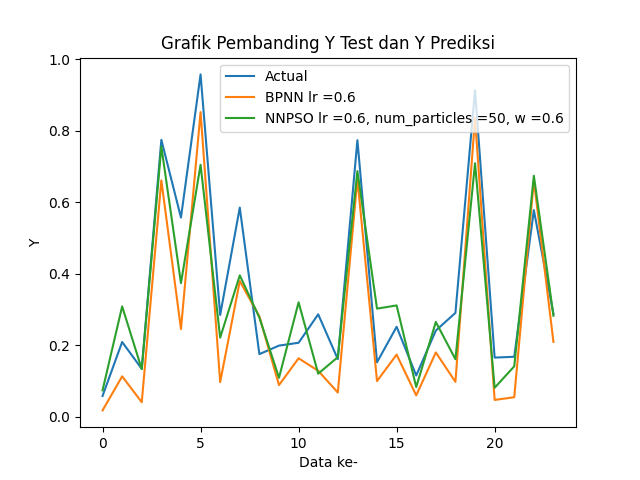 Grafik Pembanding Y Test dan Y Prediksi
Actual
BPNN lr =0.6
NNPSO lr =0.6, num_particles =50, w =0.6
1.0
0.8
0.6
0.4
0.2
0.0
Y
0 5 10 15 20
Data ke-